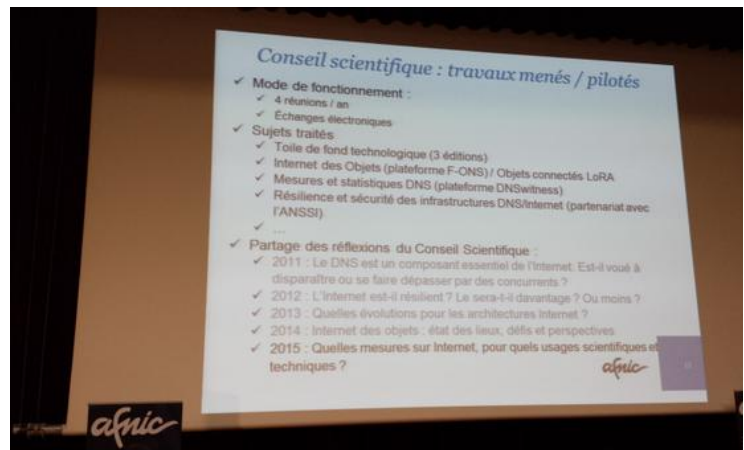 Conseil scientifique : travaux menés / pilotés
✓ Mode de fonctionnement :
✓ 4 réunions / an
✓ Échanges électroniques
✓ Sujets traités
✓ Toile de fond technologique (3 éditions)
✓ Internet des Objets (plateforme F-ONS) / Objets connectés LoRA
✓ Mesures et statistiques DNS (plateforme DNSwitness)
✓ Résilience et sécurité des infrastructures DNS/Internet (partenariat avec
l'ANSSI)
✓ ...
✓ Partage des réflexions du Conseil Scientifique :
✓ 2011 : Le DNS est un composant essentiel de l'Internet. Est-il voué à
disparaître ou se faire dépasser par des concurrents ?
✓ 2012 : L'Internet est-il résilient ? Le sera-t-il davantage ? Ou moins ?
✓ 2013 : Quelles évolutions pour les architectures Internet ?
✓ 2014 : Internet des objets : état des lieux, défis et perspectives
✓ 2015 : Quelles mesures sur Internet, pour quels usages scientifiques et
techniques ?
afnic
afnic